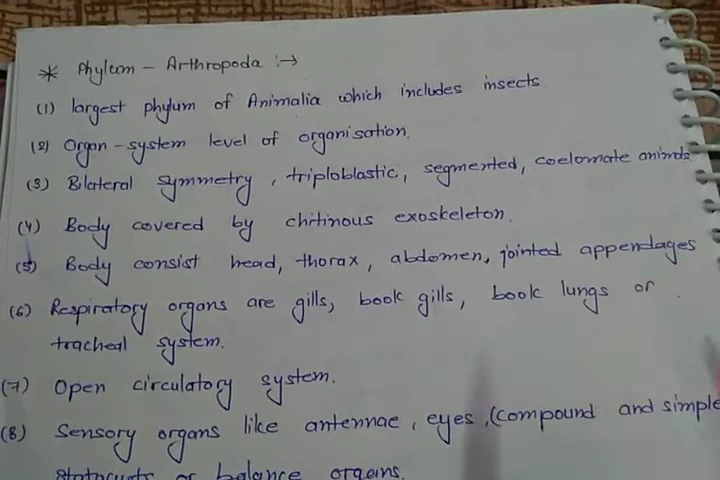 * Phylum - Arthropoda :→
(1) largest phylum of Animalia which includes insects
(2) Organ-system level of organisation.
(3) Bilateral symmetry, triploblastic, segmented, coelomate animals
(4) Body covered by chitinous exoskeleton.
(5) Body consist head, thorax, abdomen, jointed appendages
(6) Respiratory organs are gills, book gills, book lungs or
tracheal system.
(7) Open circulatory system.
(8) Sensory organs like antennae, eyes, (compound and simple
statocysts or balance organs.